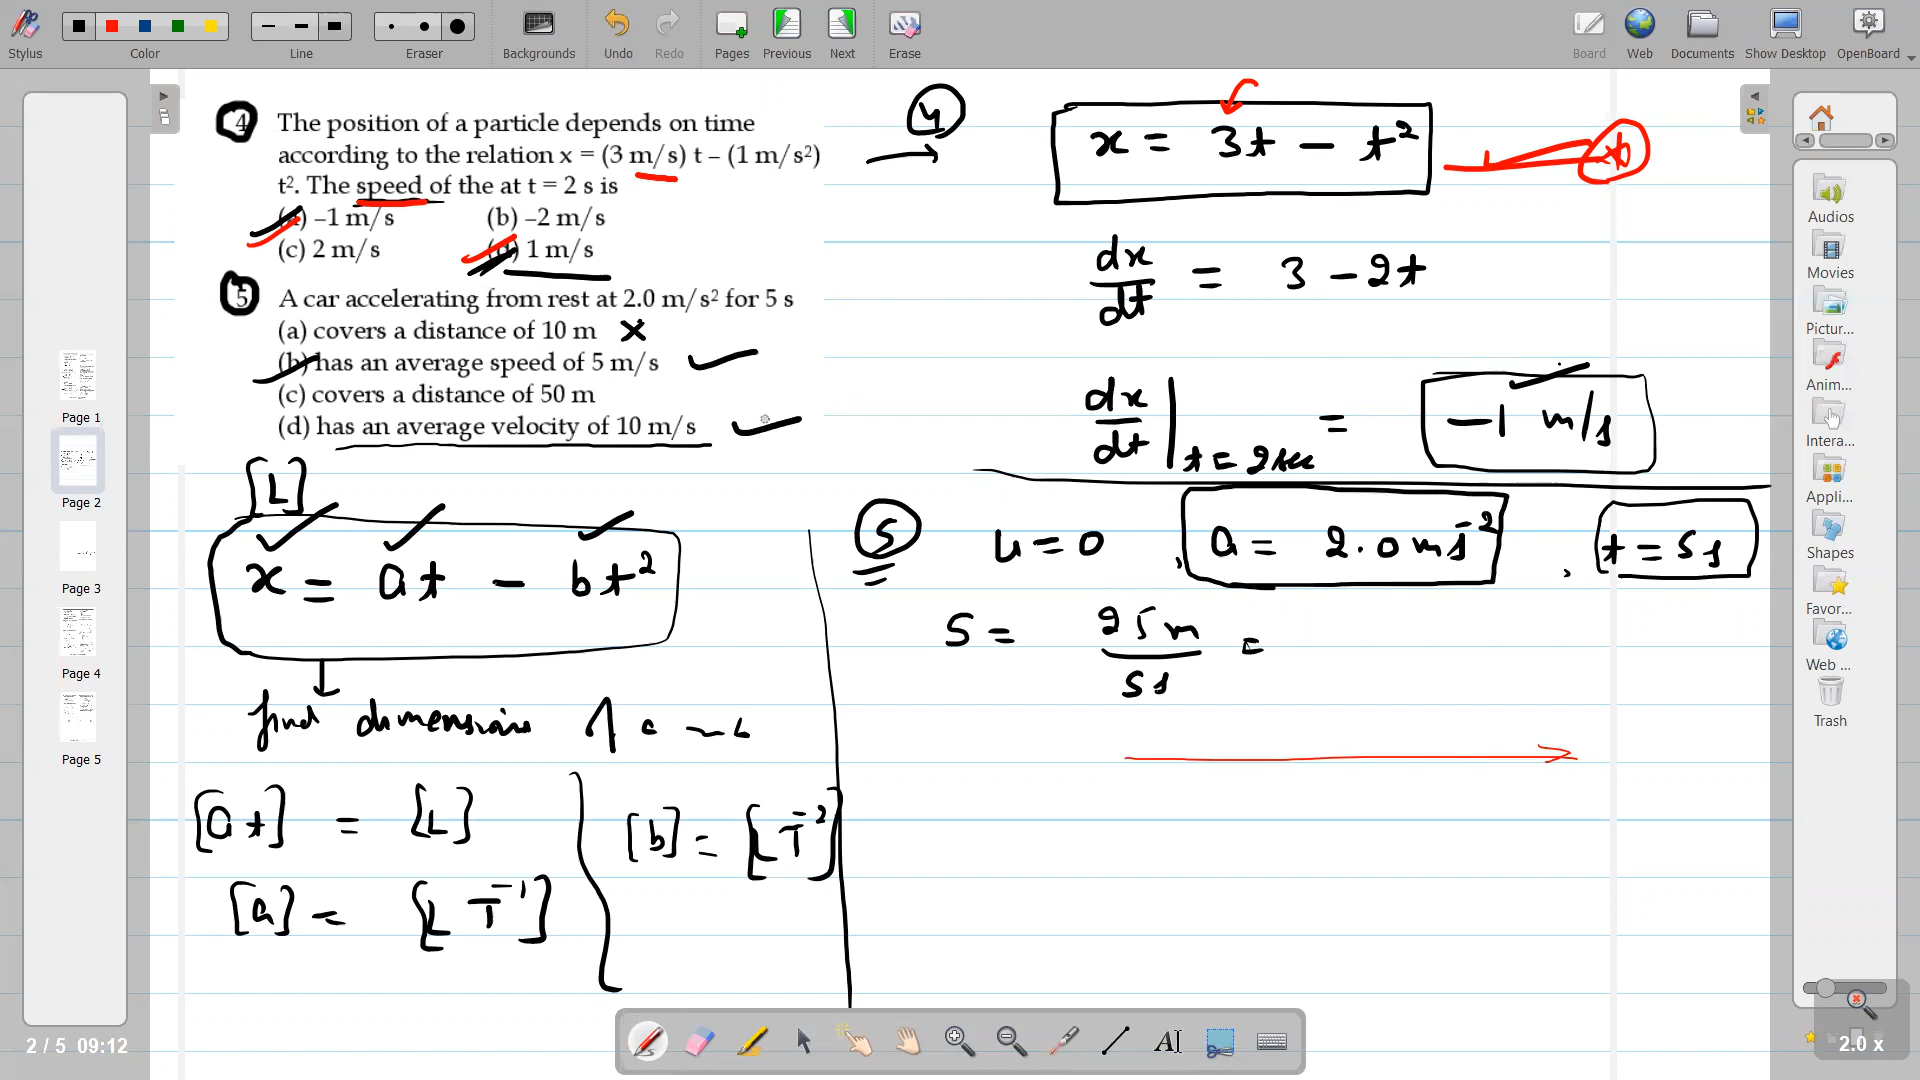 Stylus
Color
Line
Eraser
Backgrounds
Undo
Redo
Pages
Previous
Next
Erase
Board
Web
Documents
Show Desktop
OpenBoard
4 The position of a particle depends on time
according to the relation x = (3 m/s) t – (1 m/s²)
t². The speed of the at t = 2 s is
(a) –1 m/s (b) –2 m/s
(c) 2 m/s (d) 1 m/s
5 A car accelerating from rest at 2.0 m/s² for 5 s
(a) covers a distance of 10 m ×
(b) has an average speed of 5 m/s ✓
(c) covers a distance of 50 m
(d) has an average velocity of 10 m/s ✓
[L]
x = at - bt²
find dimensions of a
[at] = [L]
[a] = [L T⁻¹]
[b] = [L T⁻²]
4
x = 3t - t²
dx/dt = 3 - 2t
dx/dt | t = 2 sec = -1 m/s
5 u = 0 , a = 2.0 ms⁻² , t = 5s
S = 25 m / 5 s =
Page 1
Page 2
Page 3
Page 4
Page 5
2 / 5 09:12
Audios
Movies
Pictur...
Anim...
Intera...
Appli...
Shapes
Favor...
Web ...
Trash
2.0 x